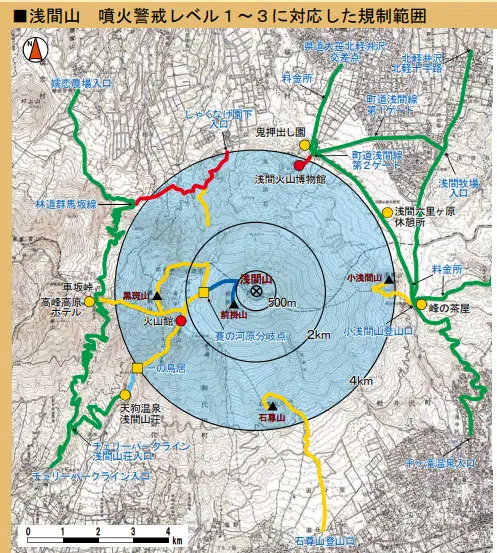 ■浅間山　噴火警戒レベル１～３に対応した規制範囲
N
県道大笹北軽井沢
交差点
北軽井沢
北軽十字路
嬬恋農場入口
料金所
町道浅間線
第１ゲート
しゃくなげ園下
入口
鬼押出し園
町道浅間線
第２ゲート
浅間火山博物館
浅間牧場
入口
林道群馬坂線
浅間六里ヶ原
休憩所
浅間山
小浅間山
料金所
車坂峠
高峰高原
ホテル
黒斑山
500m
峰の茶屋
火山館
前掛山
賽の河原分岐点
2km
小浅間山登山口
一の鳥居
4km
天狗温泉
浅間山荘
石尊山
チェリーパークライン
浅間山荘入口
千ヶ滝温泉入口
チェリーパークライン入口
0 1 2 3 4
km
石尊山登山口